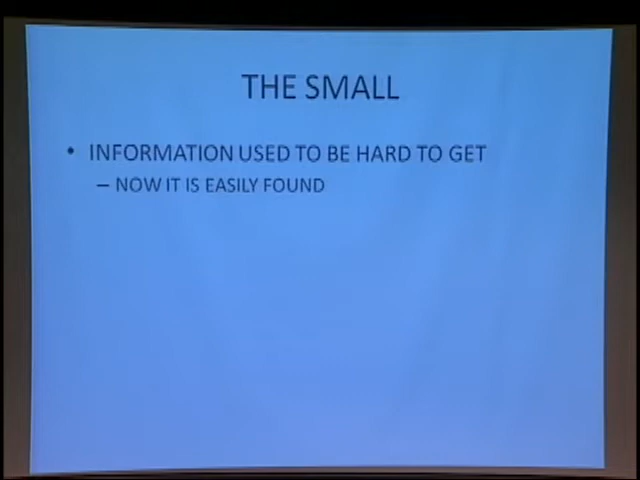 THE SMALL
• INFORMATION USED TO BE HARD TO GET
– NOW IT IS EASILY FOUND